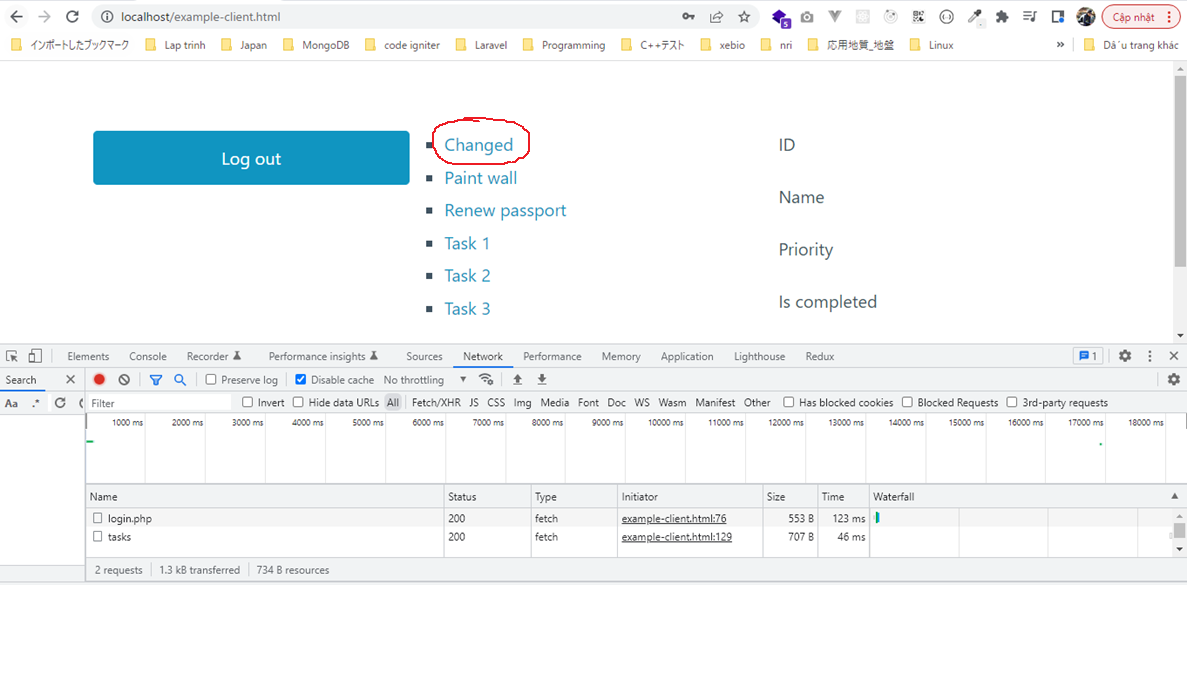 localhost/example-client.html
5
Cập nhật
インポートしたブックマーク Lap trinh Japan MongoDB code igniter Laravel Programming C++テスト xebio nri 応用地質_地盤 Linux » Dấu trang khác
Log out
Changed
Paint wall
Renew passport
Task 1
Task 2
Task 3
ID
Name
Priority
Is completed
Elements Console Recorder Performance insights Sources Network Performance Memory Application Lighthouse Redux 1
Search Preserve log Disable cache No throttling
Aa .* Filter Invert Hide data URLs All Fetch/XHR JS CSS Img Media Font Doc WS Wasm Manifest Other Has blocked cookies Blocked Requests 3rd-party requests
1000 ms 2000 ms 3000 ms 4000 ms 5000 ms 6000 ms 7000 ms 8000 ms 9000 ms 10000 ms 11000 ms 12000 ms 13000 ms 14000 ms 15000 ms 16000 ms 17000 ms 18000 ms
Name Status Type Initiator Size Time Waterfall
login.php 200 fetch example-client.html:76 553 B 123 ms
tasks 200 fetch example-client.html:129 707 B 46 ms
2 requests 1.3 kB transferred 734 B resources